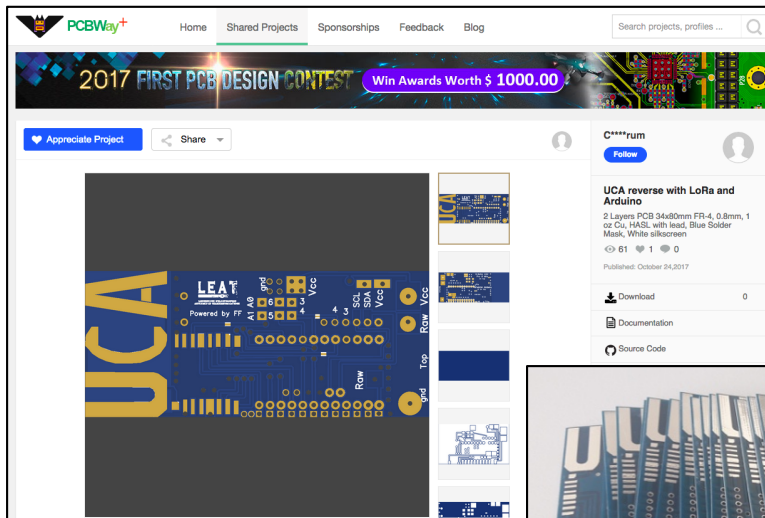 PCBWay+
Home Shared Projects Sponsorships Feedback Blog
Search projects, profiles ...
2017 FIRST PCB DESIGN CONTEST Win Awards Worth $ 1000.00
Appreciate Project
Share
C****rum
Follow
UCA reverse with LoRa and Arduino
2 Layers PCB 34x80mm FR-4, 0.8mm, 1
oz Cu, HASL with lead, Blue Solder
Mask, White silkscreen
61 1 0
Published: October 24,2017
Download 0
Documentation
Source Code
UCA
LEAT
Powered by FF
gnd
Vcc
A1 A0
6 3
5 4
4 3
SCL
SDA
Vcc
Vcc
Raw
Top
Raw
gnd
UCA